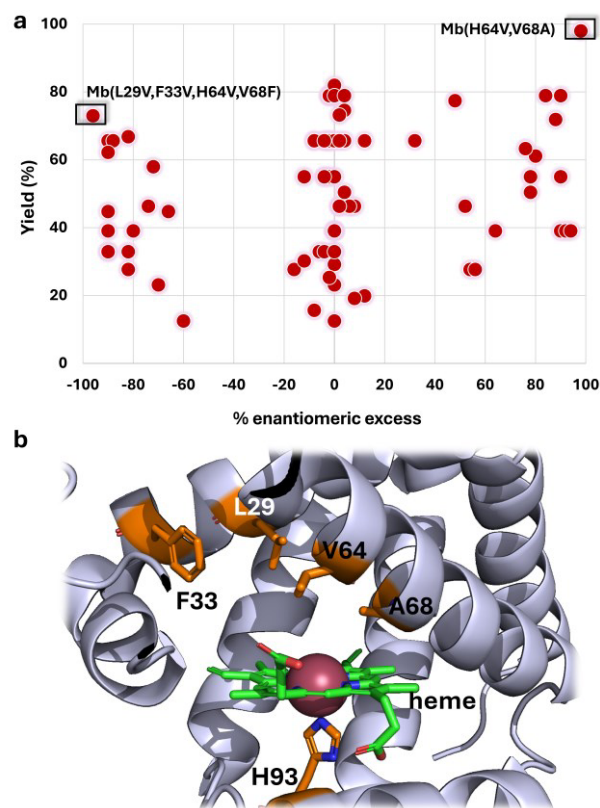 a
100
Mb(H64V,V68A)
80
Mb(L29V,F33V,H64V,V68F)
Yield (%)
60
40
20
0
-100 -80 -60 -40 -20 0 20 40 60 80 100
% enantiomeric excess
b
L29
V64
F33
A68
heme
H93